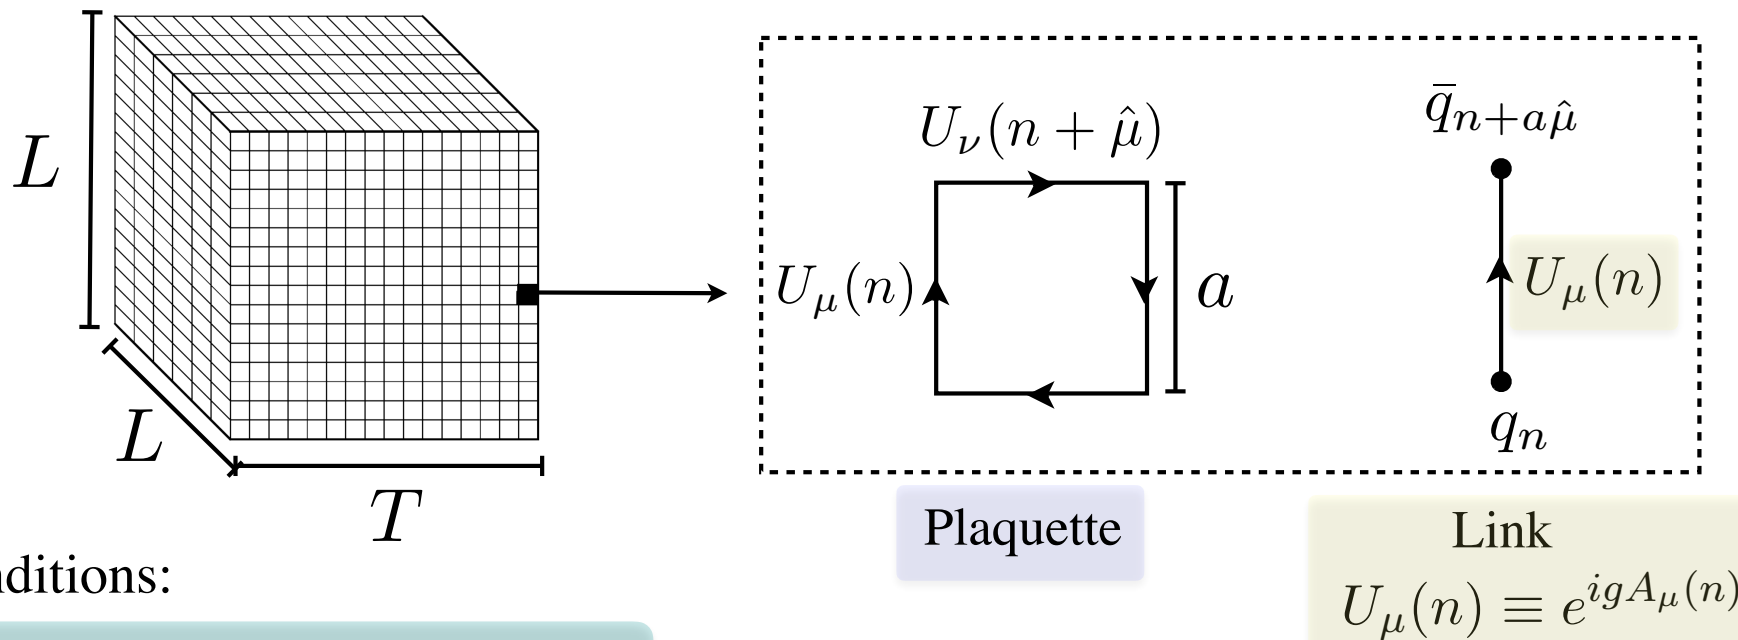 L
L
T
U_ν(n + μ̂)
U_μ(n)
a
q̄_{n+aμ̂}
U_μ(n)
q_n
Plaquette
Link
U_μ(n) ≡ e^{igA_μ(n)}
nditions: